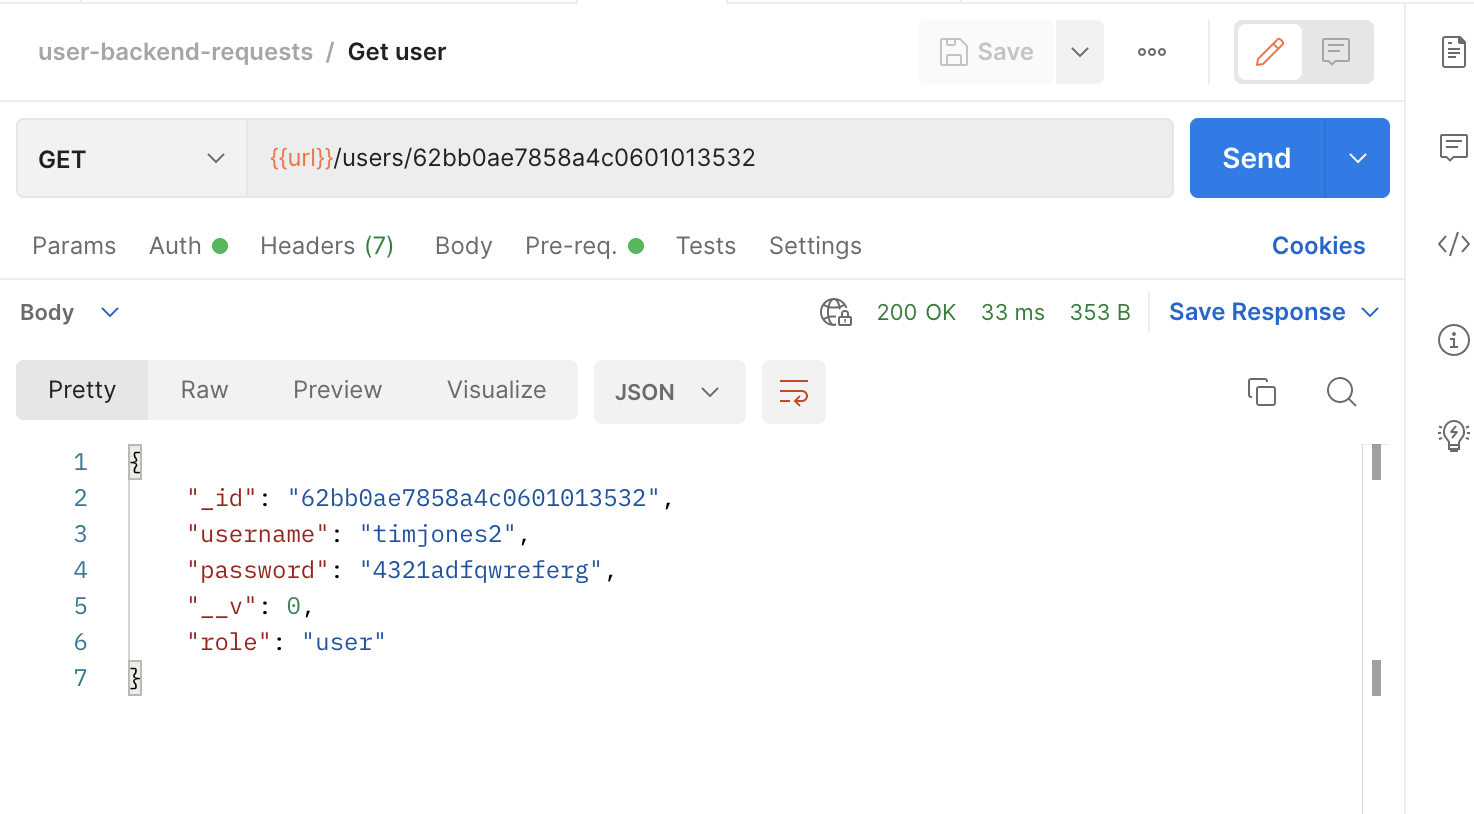 user-backend-requests / Get user
Save
GET
{{url}}/users/62bb0ae7858a4c0601013532
Send
Params Auth Headers (7) Body Pre-req. Tests Settings Cookies
Body 200 OK 33 ms 353 B Save Response
Pretty Raw Preview Visualize JSON
1 {
2 "_id": "62bb0ae7858a4c0601013532",
3 "username": "timjones2",
4 "password": "4321adfqwreferg",
5 "__v": 0,
6 "role": "user"
7 }